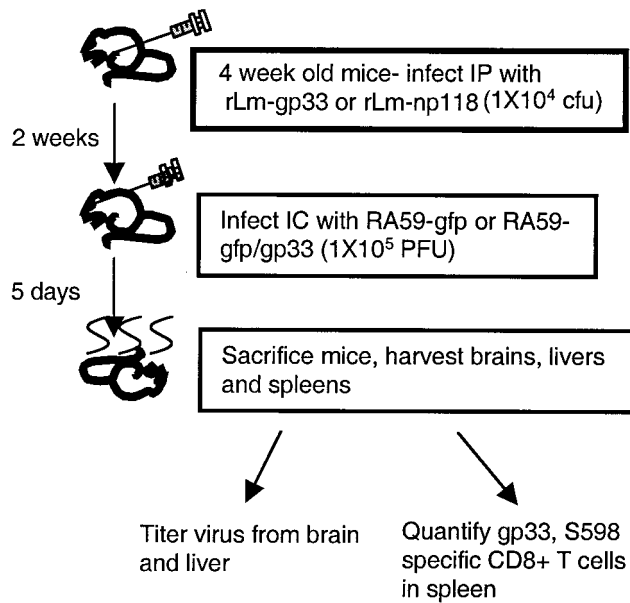 4 week old mice- infect IP with
rLm-gp33 or rLm-np118 (1X10⁴ cfu)
2 weeks
Infect IC with RA59-gfp or RA59-
gfp/gp33 (1X10⁵ PFU)
5 days
Sacrifice mice, harvest brains, livers
and spleens
Titer virus from brain
and liver
Quantify gp33, S598
specific CD8+ T cells
in spleen